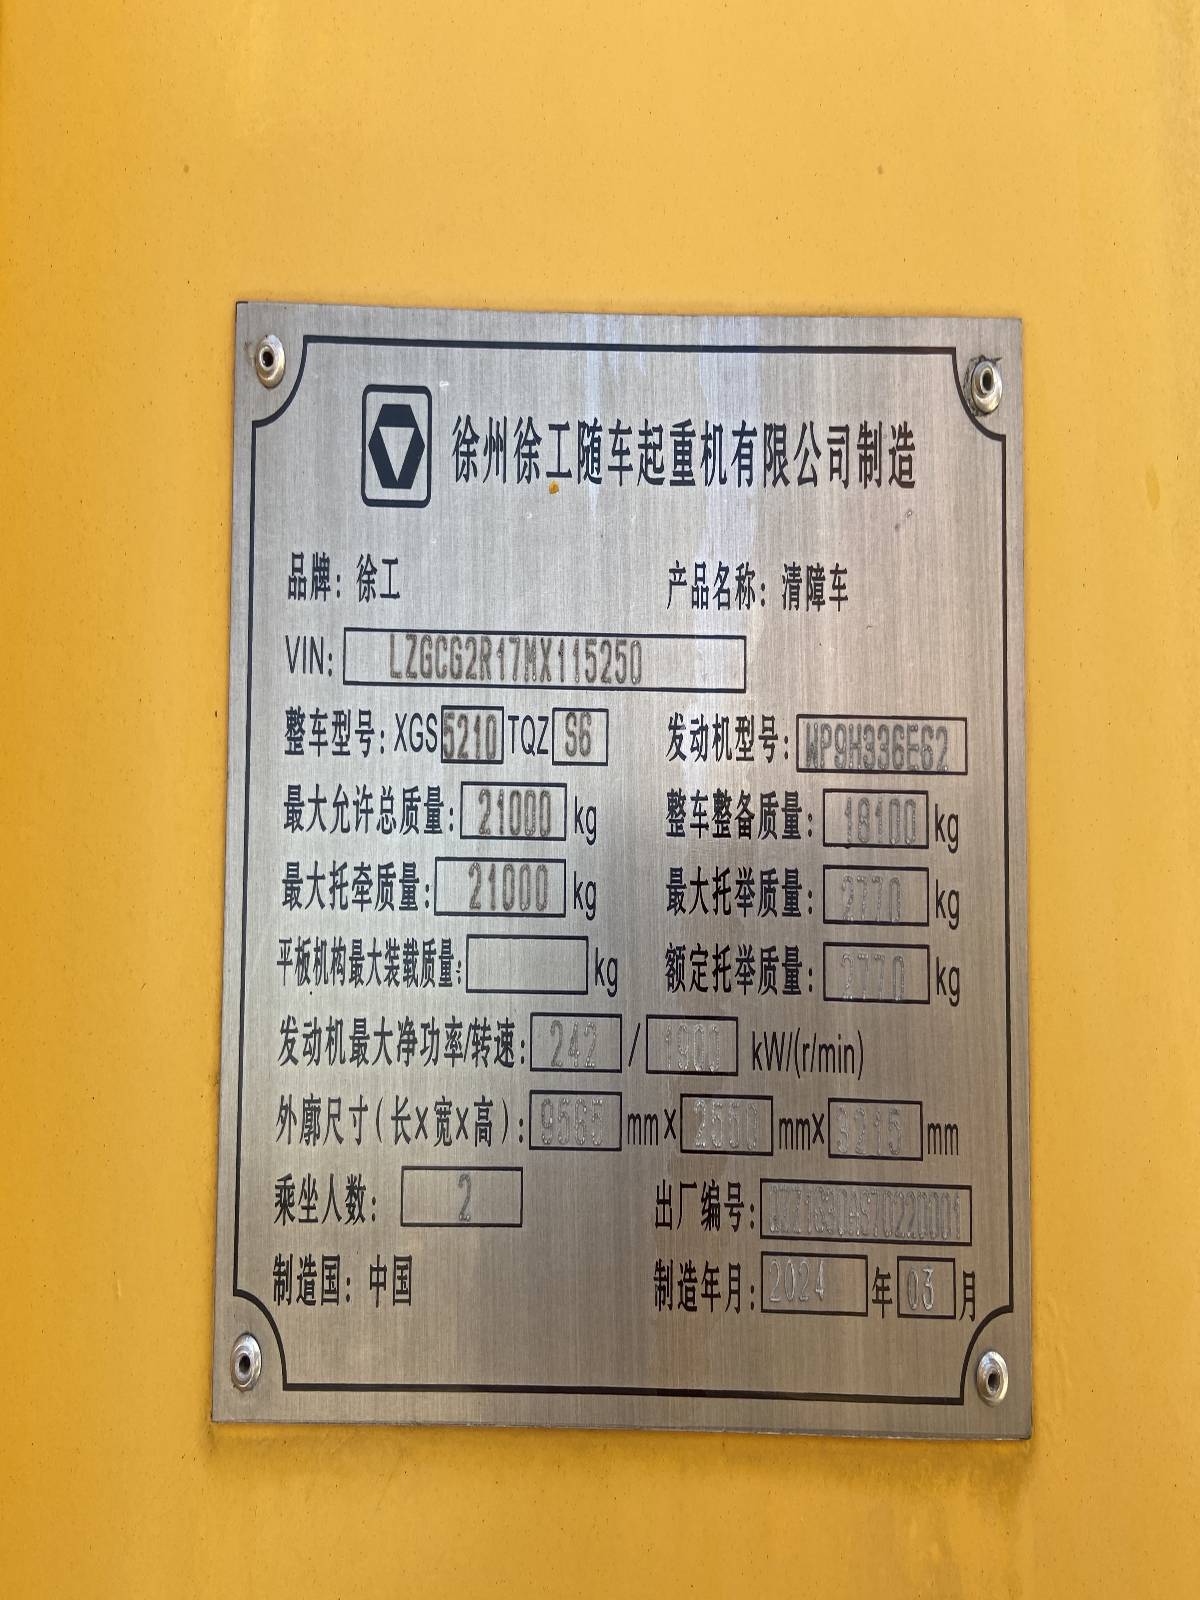 徐州徐工随车起重机有限公司制造
品牌：徐工 产品名称：清障车
VIN: LZGCG2R17MX115250
整车型号：XGS 5210 TQZ S6 发动机型号：WP9H336E62
最大允许总质量：21000 kg 整车整备质量：18100 kg
最大托牵质量：21000 kg 最大托举质量：2770 kg
平板机构最大装载质量： kg 额定托举质量：2770 kg
发动机最大净功率/转速：242 / 1900 kW/(r/min)
外廓尺寸（长×宽×高）：9565 mm× 2550 mm× 3215 mm
乘坐人数：2 出厂编号：
制造国：中国 制造年月：2024 年 03 月